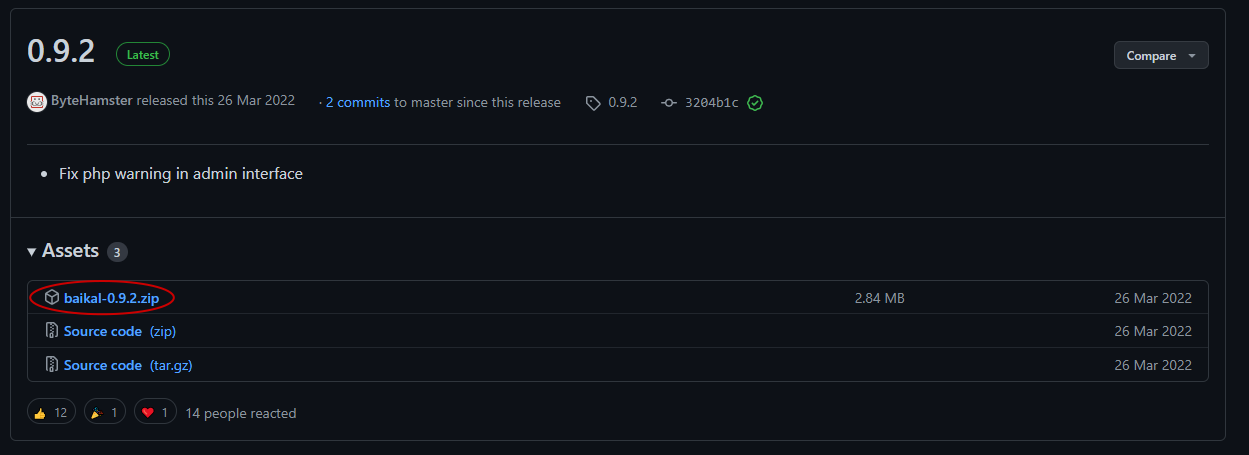 0.9.2 Latest Compare
ByteHamster released this 26 Mar 2022 · 2 commits to master since this release 0.9.2 3204b1c
Fix php warning in admin interface
Assets 3
baikal-0.9.2.zip 2.84 MB 26 Mar 2022
Source code (zip) 26 Mar 2022
Source code (tar.gz) 26 Mar 2022
12 1 1 14 people reacted